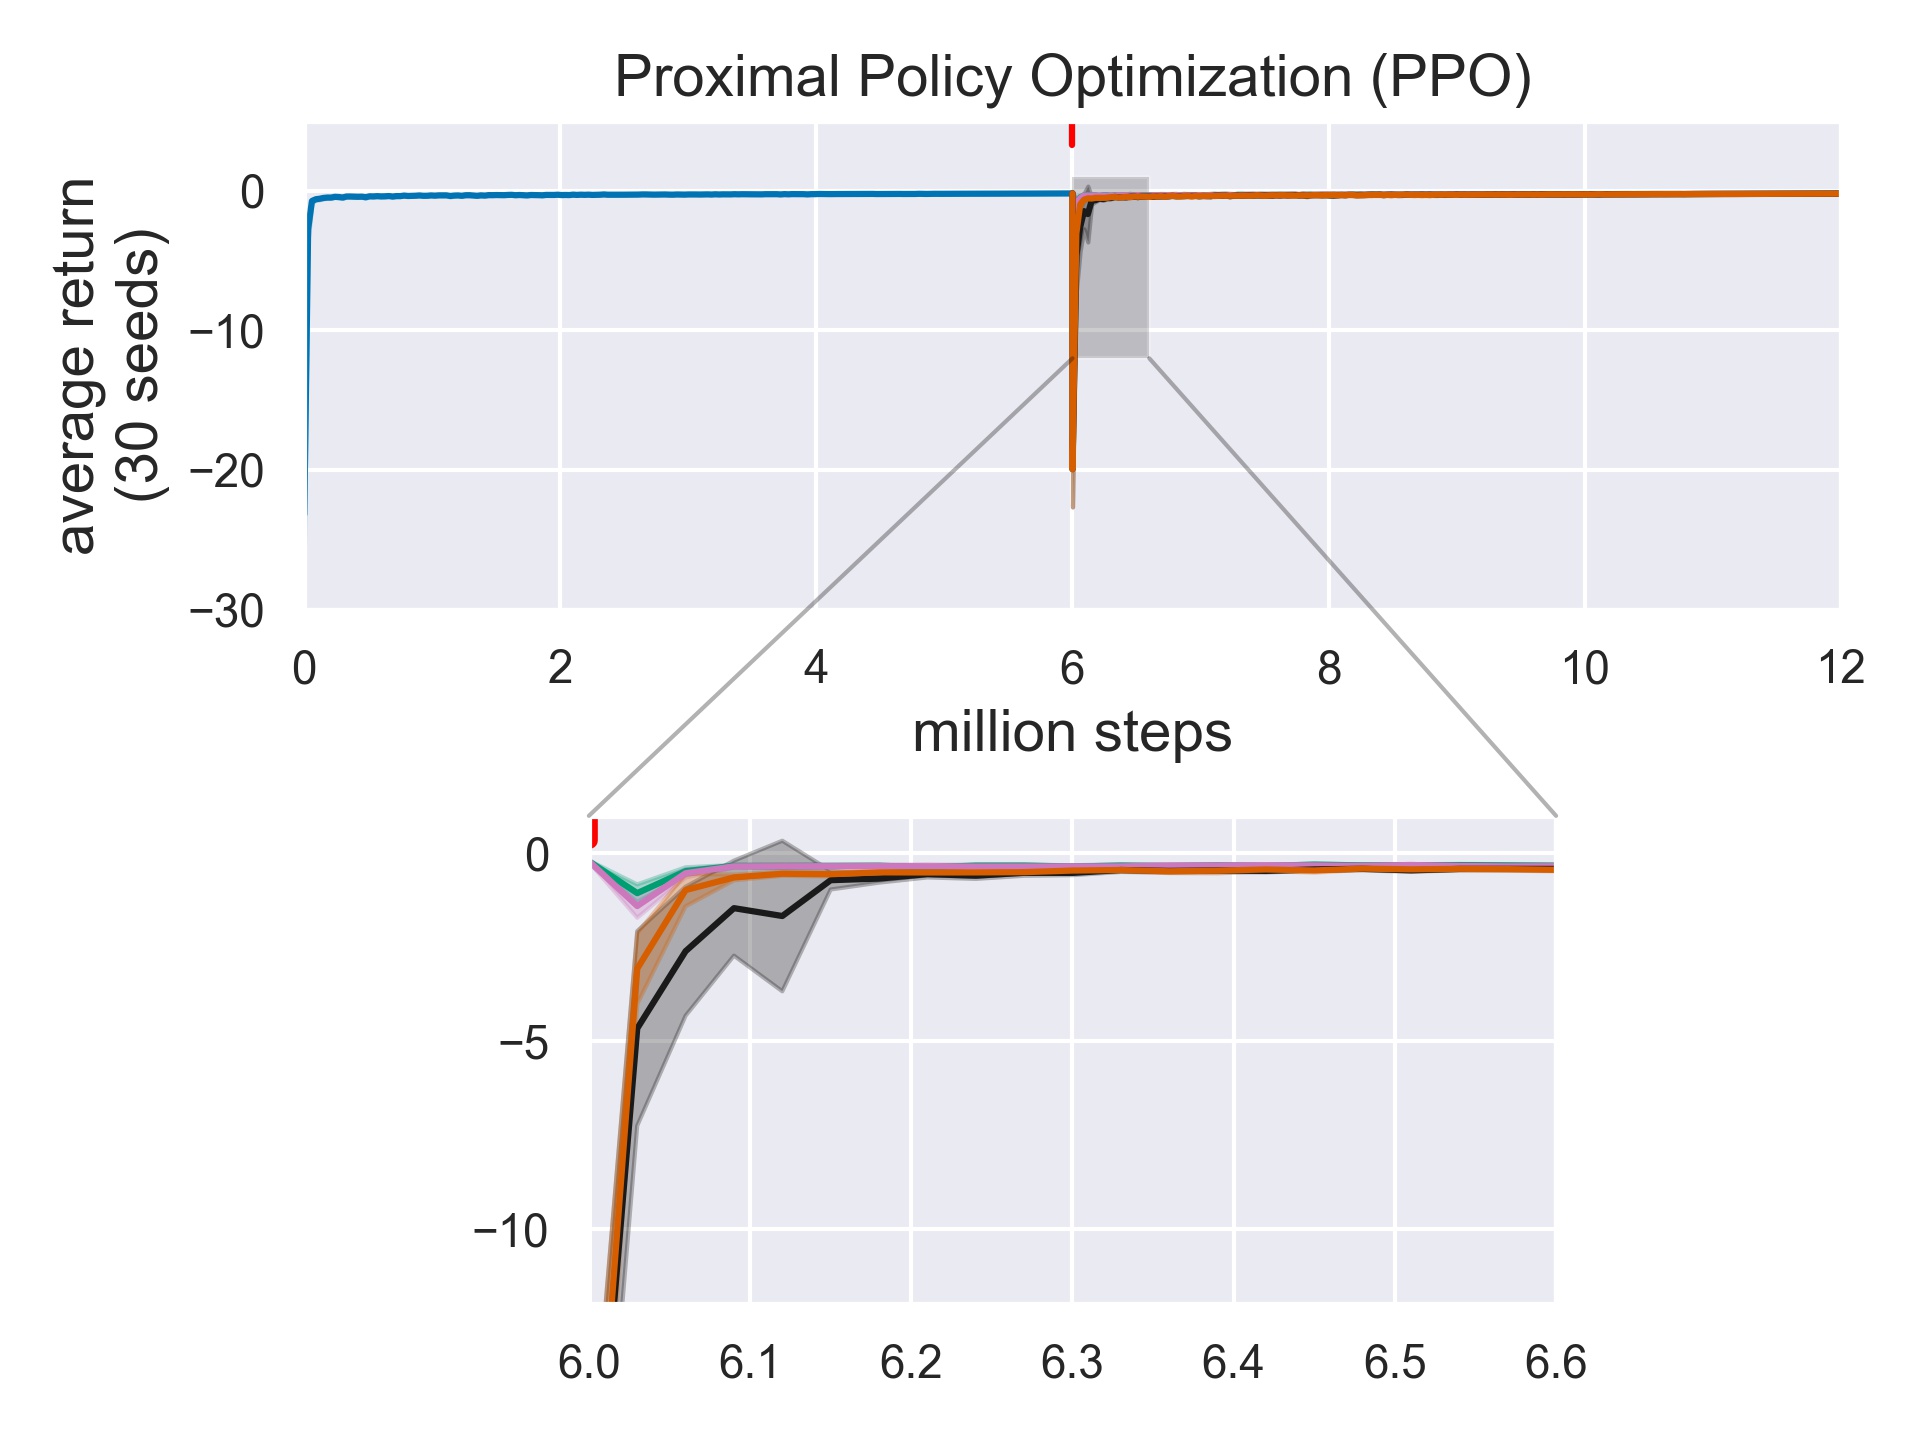 Proximal Policy Optimization (PPO)
average return
(30 seeds)
0
−10
−20
−30
0 2 4 6 8 10 12
million steps
0
−5
−10
6.0 6.1 6.2 6.3 6.4 6.5 6.6